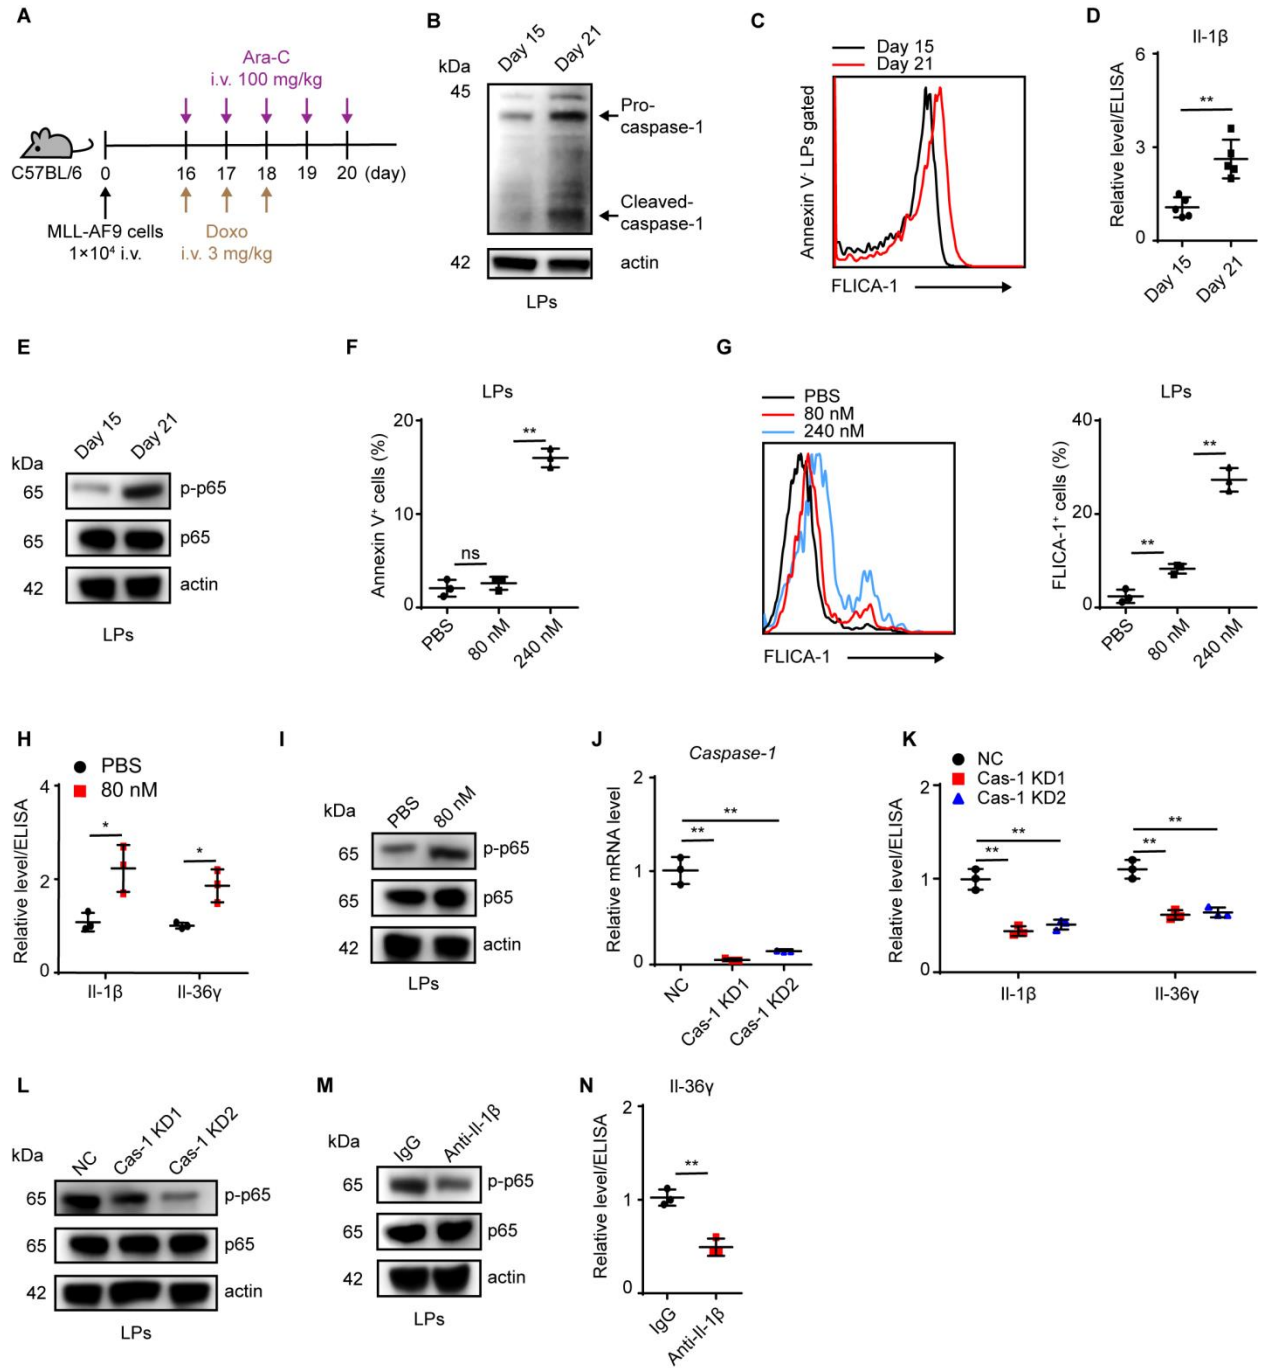 A
Ara-C
i.v. 100 mg/kg
C57BL/6
0
16
17
18
19
20
(day)
MLL-AF9 cells
1×10⁴ i.v.
Doxo
i.v. 3 mg/kg
B
Day 15
Day 21
kDa
45
Pro-
caspase-1
Cleaved-
caspase-1
42
actin
LPs
C
Day 15
Day 21
Annexin V⁻ LPs gated
FLICA-1
D
Il-1β
Relative level/ELISA
6
3
0
**
Day 15
Day 21
E
Day 15
Day 21
kDa
65
p-p65
65
p65
42
actin
LPs
F
LPs
Annexin V⁺ cells (%)
20
10
0
ns
**
PBS
80 nM
240 nM
G
PBS
80 nM
240 nM
FLICA-1
LPs
FLICA-1⁺ cells (%)
40
20
0
**
**
PBS
80 nM
240 nM
H
PBS
80 nM
Relative level/ELISA
4
2
0
*
*
Il-1β
Il-36γ
I
PBS
80 nM
kDa
65
p-p65
65
p65
42
actin
LPs
J
Caspase-1
Relative mRNA level
2
1
0
**
**
NC
Cas-1 KD1
Cas-1 KD2
K
NC
Cas-1 KD1
Cas-1 KD2
Relative level/ELISA
2
1
0
**
**
**
**
Il-1β
Il-36γ
L
NC
Cas-1 KD1
Cas-1 KD2
kDa
65
p-p65
65
p65
42
actin
LPs
M
IgG
Anti-Il-1β
kDa
65
p-p65
65
p65
42
actin
LPs
N
Il-36γ
Relative level/ELISA
2
1
0
**
IgG
Anti-Il-1β